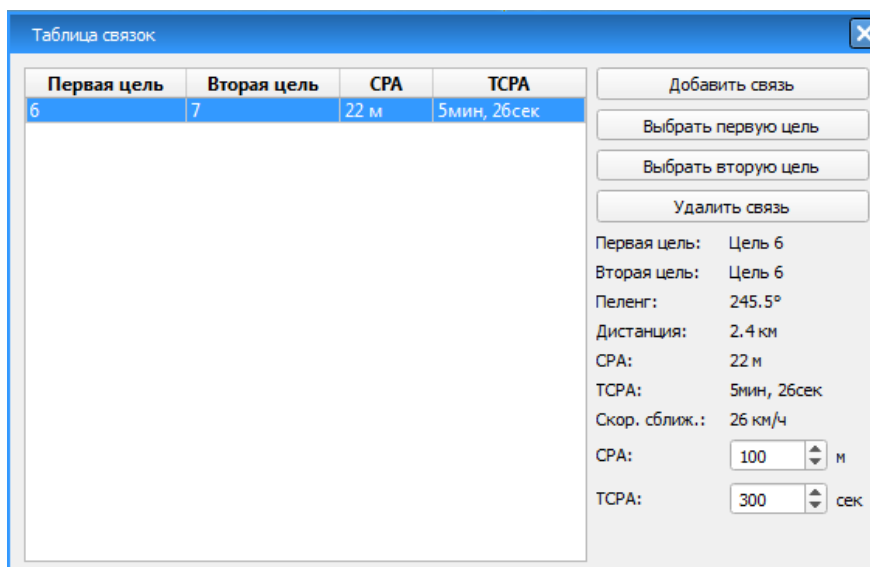 Таблица связок
Первая цель Вторая цель CPA TCPA
6 7 22 м 5мин, 26сек
Добавить связь
Выбрать первую цель
Выбрать вторую цель
Удалить связь
Первая цель: Цель 6
Вторая цель: Цель 6
Пеленг: 245.5°
Дистанция: 2.4 км
CPA: 22 м
TCPA: 5мин, 26сек
Скор. сближ.: 26 км/ч
CPA: 100 м
TCPA: 300 сек